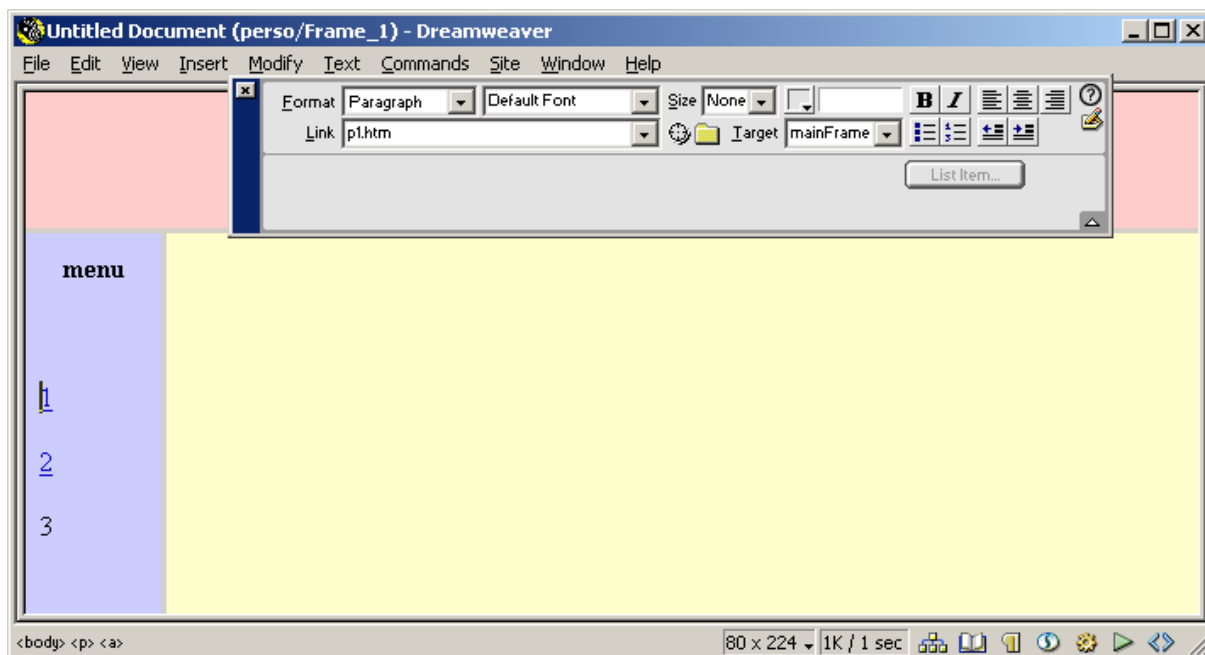 Untitled Document (perso/Frame_1) - Dreamweaver
File Edit View Insert Modify Text Commands Site Window Help
Format Paragraph Default Font Size None
Link p1.htm Target mainFrame
List Item...
menu
1
2
3
<body> <p> <a> 80 x 224 1K / 1 sec